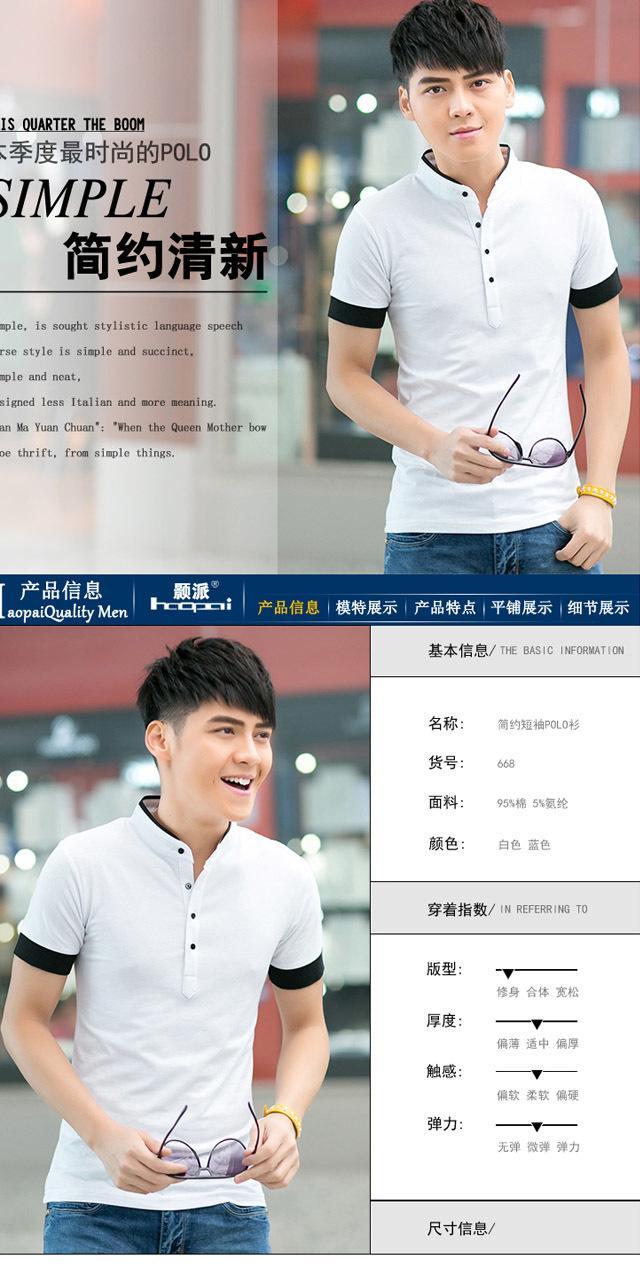 IS QUARTER THE BOOM
本季度最时尚的POLO
SIMPLE
简约清新
mple, is sought stylistic language speech
rse style is simple and succinct,
mple and neat,
signed less Italian and more meaning.
an Ma Yuan Chuan": "When the Queen Mother bow
oe thrift, from simple things.
产品信息
aopaiQuality Men
颢派®
haopai
产品信息 模特展示 产品特点 平铺展示 细节展示
基本信息/ THE BASIC INFORMATION
名称: 简约短袖POLO衫
货号: 668
面料: 95%棉 5%氨纶
颜色: 白色 蓝色
穿着指数/ IN REFERRING TO
版型:
修身 合体 宽松
厚度:
偏薄 适中 偏厚
触感:
偏软 柔软 偏硬
弹力:
无弹 微弹 弹力
尺寸信息/